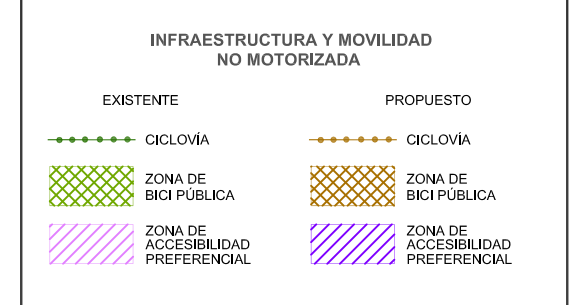 INFRAESTRUCTURA Y MOVILIDAD
NO MOTORIZADA
EXISTENTE
CICLOVÍA
ZONA DE
BICI PÚBLICA
ZONA DE
ACCESIBILIDAD
PREFERENCIAL
PROPUESTO
CICLOVÍA
ZONA DE
BICI PÚBLICA
ZONA DE
ACCESIBILIDAD
PREFERENCIAL